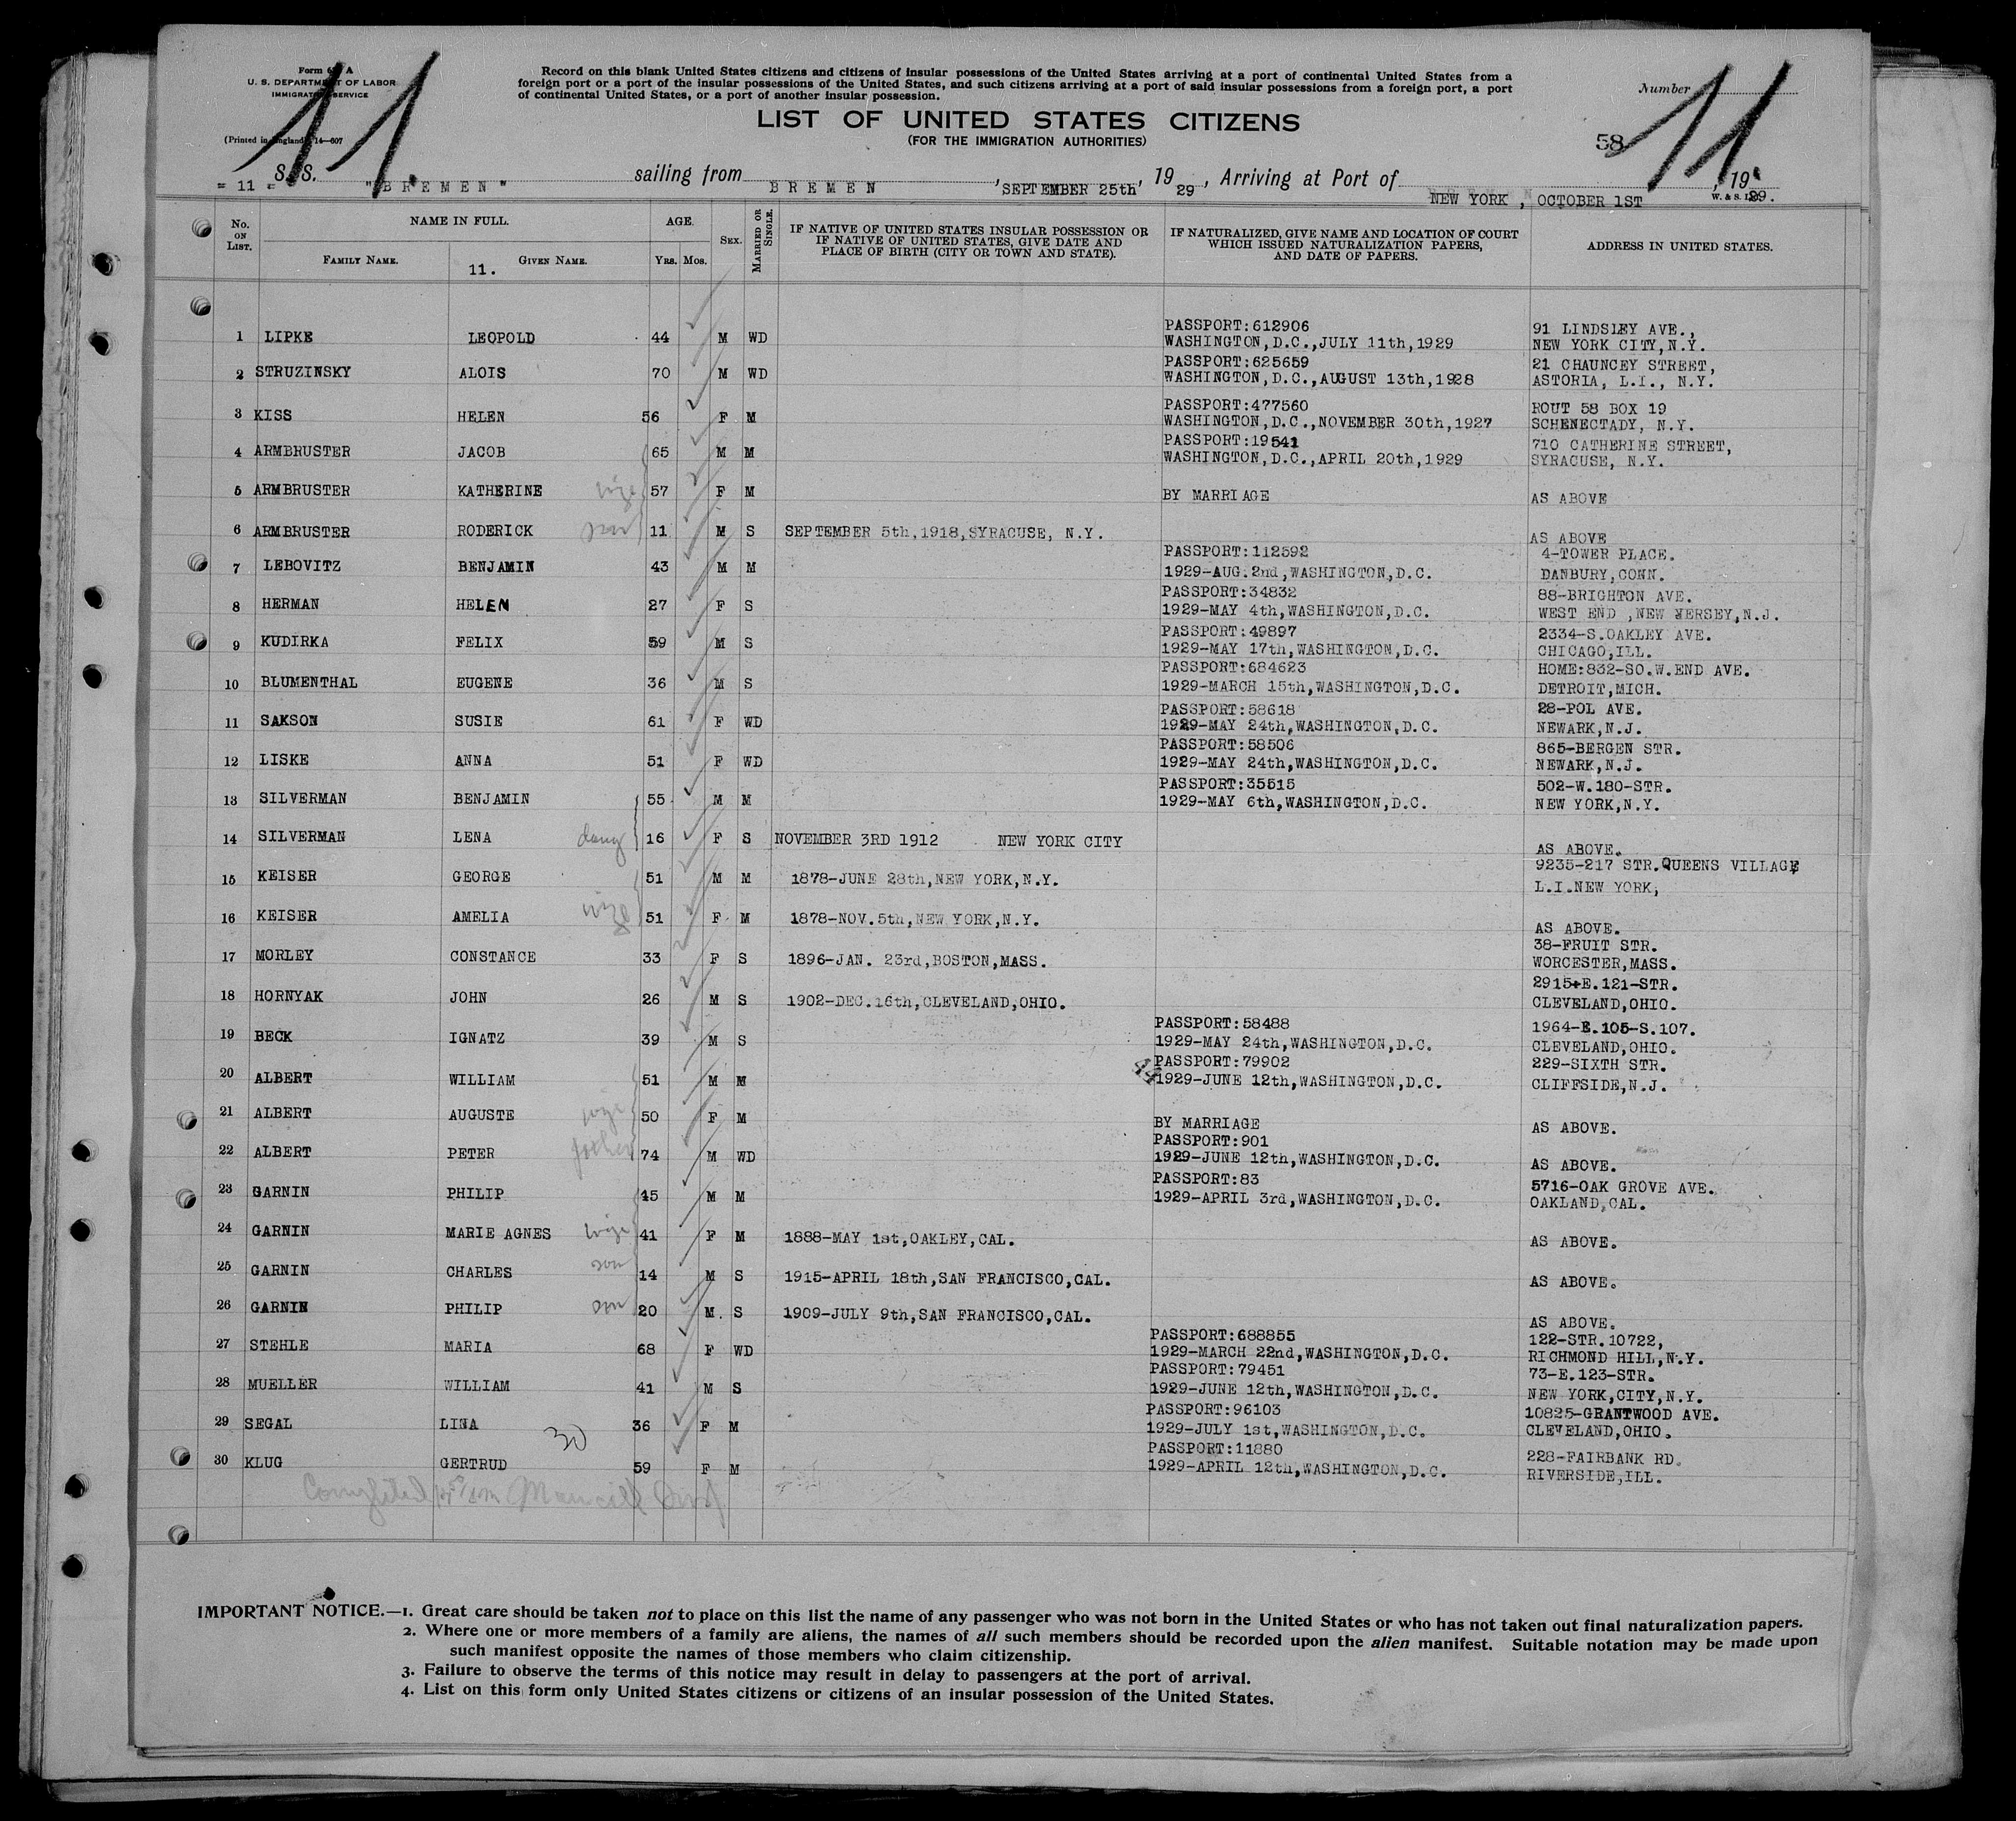 Form A
U. S. DEPARTMENT OF LABOR
IMMIGRATION SERVICE
(Printed in England) 14—607
11.
Record on this blank United States citizens and citizens of insular possessions of the United States arriving at a port of continental United States from a
foreign port or a port of the insular possessions of the United States, and such citizens arriving at a port of said insular possessions from a foreign port, a port
of continental United States, or a port of another insular possession.
Number
11
LIST OF UNITED STATES CITIZENS
(FOR THE IMMIGRATION AUTHORITIES)
58
= 11 = S.S. "BREMEN" sailing from BREMEN, SEPTEMBER 25th, 1929, Arriving at Port of NEW YORK, OCTOBER 1ST, 1929.
No. ON LIST. NAME IN FULL. AGE. SEX. MARRIED OR SINGLE. IF NATIVE OF UNITED STATES INSULAR POSSESSION OR IF NATIVE OF UNITED STATES, GIVE DATE AND PLACE OF BIRTH (CITY OR TOWN AND STATE). IF NATURALIZED, GIVE NAME AND LOCATION OF COURT WHICH ISSUED NATURALIZATION PAPERS, AND DATE OF PAPERS. ADDRESS IN UNITED STATES.
FAMILY NAME. 11. GIVEN NAME. YRS. MOS.
PASSPORT:612906 91 LINDSLEY AVE.,
1 LIPKE LEOPOLD 44 M WD WASHINGTON,D.C.,JULY 11th,1929 NEW YORK CITY,N.Y.
PASSPORT:625659 21 CHAUNCEY STREET,
2 STRUZINSKY ALOIS 70 M WD WASHINGTON,D.C.,AUGUST 13th,1928 ASTORIA, L.I., N.Y.
PASSPORT:477560 ROUT 58 BOX 19
3 KISS HELEN 56 F M WASHINGTON,D.C.,NOVEMBER 30th,1927 SCHENECTADY, N.Y.
PASSPORT:19541 710 CATHERINE STREET,
4 ARMBRUSTER JACOB 65 M M WASHINGTON,D.C.,APRIL 20th,1929 SYRACUSE, N.Y.
5 ARMBRUSTER KATHERINE wife 57 F M BY MARRIAGE AS ABOVE
6 ARMBRUSTER RODERICK son 11 M S SEPTEMBER 5th,1918,SYRACUSE, N.Y. AS ABOVE
PASSPORT:112592 4-TOWER PLACE.
7 LEBOVITZ BENJAMIN 43 M M 1929-AUG.2nd,WASHINGTON,D.C. DANBURY,CONN.
PASSPORT:34832 88-BRIGHTON AVE.
8 HERMAN HELEN 27 F S 1929-MAY 4th,WASHINGTON,D.C. WEST END ,NEW JERSEY,N.J.
PASSPORT:49897 2334-S.OAKLEY AVE.
9 KUDIRKA FELIX 59 M S 1929-MAY 17th,WASHINGTON,D.C. CHICAGO,ILL.
PASSPORT:684623 HOME:832-SO.W.END AVE.
10 BLUMENTHAL EUGENE 36 M S 1929-MARCH 15th,WASHINGTON,D.C. DETROIT,MICH.
PASSPORT:58618 28-POL AVE.
11 SAKSON SUSIE 61 F WD 1929-MAY 24th,WASHINGTON,D.C. NEWARK,N.J.
PASSPORT:58506 865-BERGEN STR.
12 LISKE ANNA 51 F WD 1929-MAY 24th,WASHINGTON,D.C. NEWARK,N.J.
PASSPORT:35515 502-W.180-STR.
13 SILVERMAN BENJAMIN 55 M M 1929-MAY 6th,WASHINGTON,D.C. NEW YORK,N.Y.
14 SILVERMAN LENA daug 16 F S NOVEMBER 3RD 1912 NEW YORK CITY AS ABOVE.
9235-217 STR.QUEENS VILLAGE
15 KEISER GEORGE 51 M M 1878-JUNE 28th,NEW YORK,N.Y. L.I.NEW YORK,
16 KEISER AMELIA wife 51 F M 1878-NOV.5th,NEW YORK,N.Y. AS ABOVE.
38-FRUIT STR.
17 MORLEY CONSTANCE 33 F S 1896-JAN. 23rd,BOSTON,MASS. WORCESTER,MASS.
2915-E.121-STR.
18 HORNYAK JOHN 26 M S 1902-DEC.16th,CLEVELAND,OHIO. CLEVELAND,OHIO.
PASSPORT:58488 1964-E.105-S.107.
19 BECK IGNATZ 39 M S 1929-MAY 24th,WASHINGTON,D.C. CLEVELAND,OHIO.
PASSPORT:79902 229-SIXTH STR.
20 ALBERT WILLIAM 51 M M 1929-JUNE 12th,WASHINGTON,D.C. CLIFFSIDE,N.J.
21 ALBERT AUGUSTE wife 50 F M BY MARRIAGE AS ABOVE.
PASSPORT:901
22 ALBERT PETER father 74 M WD 1929-JUNE 12th,WASHINGTON,D.C. AS ABOVE.
PASSPORT:83 5716-OAK GROVE AVE.
23 GARNIN PHILIP 45 M M 1929-APRIL 3rd,WASHINGTON,D.C. OAKLAND,CAL.
24 GARNIN MARIE AGNES wife 41 F M 1888-MAY 1st,OAKLEY,CAL. AS ABOVE.
25 GARNIN CHARLES son 14 M S 1915-APRIL 18th,SAN FRANCISCO,CAL. AS ABOVE.
26 GARNIN PHILIP son 20 M. S 1909-JULY 9th,SAN FRANCISCO,CAL. AS ABOVE.
PASSPORT:688855 122-STR.10722,
27 STEHLE MARIA 68 F WD 1929-MARCH 22nd,WASHINGTON,D.C. RICHMOND HILL,N.Y.
PASSPORT:79451 73-E.123-STR.
28 MUELLER WILLIAM 41 M S 1929-JUNE 12th,WASHINGTON,D.C. NEW YORK,CITY,N.Y.
PASSPORT:96103 10825-GRANTWOOD AVE.
29 SEGAL LINA 36 F M 1929-JULY 1st,WASHINGTON,D.C. CLEVELAND,OHIO.
30
PASSPORT:11880 228-FAIRBANK RD.
30 KLUG GERTRUD 59 F M 1929-APRIL 12th,WASHINGTON,D.C. RIVERSIDE,ILL.
IMPORTANT NOTICE.—1. Great care should be taken not to place on this list the name of any passenger who was not born in the United States or who has not taken out final naturalization papers.
2. Where one or more members of a family are aliens, the names of all such members should be recorded upon the alien manifest. Suitable notation may be made upon
such manifest opposite the names of those members who claim citizenship.
3. Failure to observe the terms of this notice may result in delay to passengers at the port of arrival.
4. List on this form only United States citizens or citizens of an insular possession of the United States.